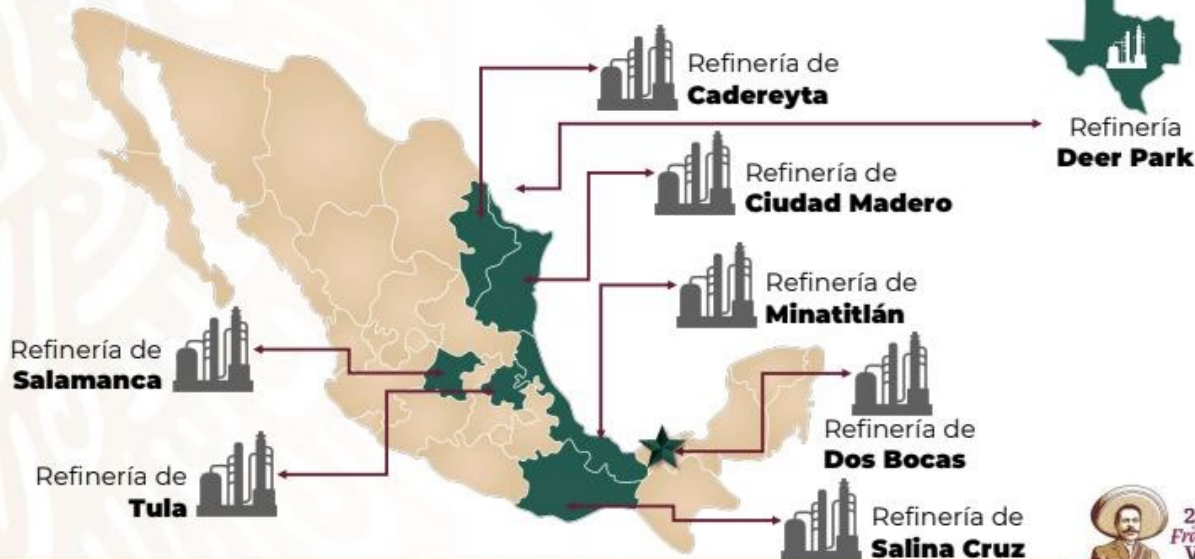 Refinería de
Cadereyta
Refinería
Deer Park
Refinería de
Ciudad Madero
Refinería de
Minatitlán
Refinería de
Salamanca
Refinería de
Dos Bocas
Refinería de
Tula
Refinería de
Salina Cruz